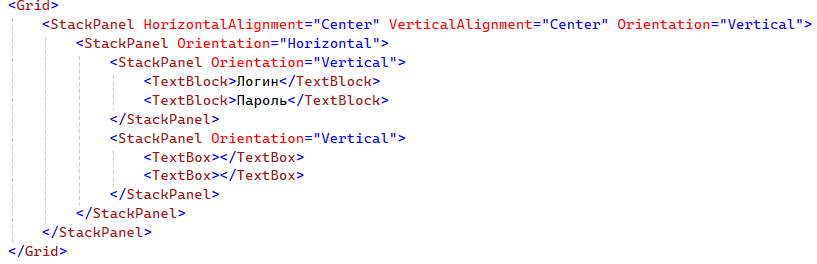 <Grid>
    <StackPanel HorizontalAlignment="Center" VerticalAlignment="Center" Orientation="Vertical">
        <StackPanel Orientation="Horizontal">
            <StackPanel Orientation="Vertical">
                <TextBlock>Логин</TextBlock>
                <TextBlock>Пароль</TextBlock>
            </StackPanel>
            <StackPanel Orientation="Vertical">
                <TextBox></TextBox>
                <TextBox></TextBox>
            </StackPanel>
        </StackPanel>
    </StackPanel>
</Grid>